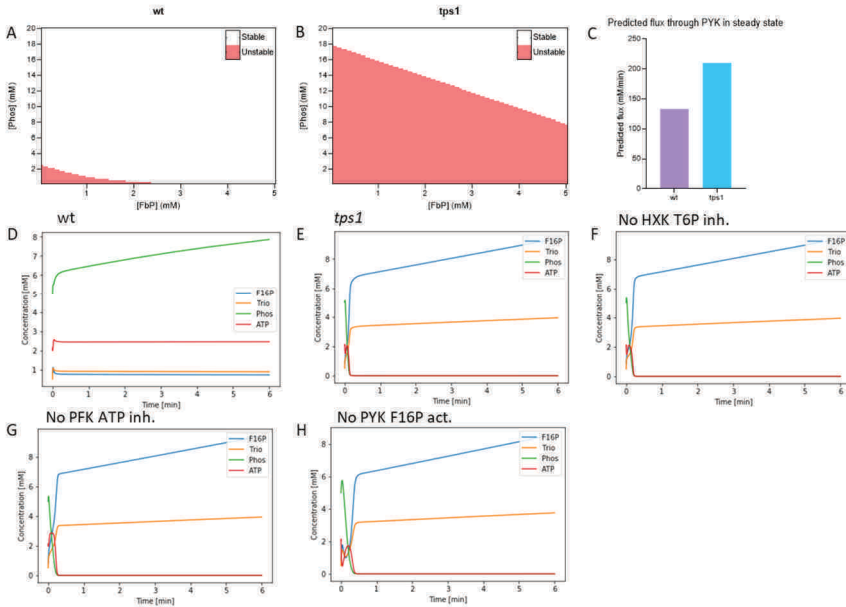 wt
tps1
A
B
C
Predicted flux through PYK in steady state
Stable
Unstable
Stable
Unstable
[Phos] (mM)
20
18
16
14
12
10
8
6
4
2
1
2
3
4
5
[FbP] (mM)
[Phos] (mM)
20
18
16
14
12
10
8
6
4
2
1
2
3
4
5
[FbP] (mM)
Predicted flux (mM/min)
250
200
150
100
50
0
wt
tps1
D
wt
Concentration [mM]
8
7
6
5
4
3
2
1
F16P
Trio
Phos
ATP
0
1
2
3
4
5
6
Time [min]
E
tps1
Concentration [mM]
8
6
4
2
0
F16P
Trio
Phos
ATP
0
1
2
3
4
5
6
Time [min]
F
No HXK T6P inh.
Concentration [mM]
8
6
4
2
0
F16P
Trio
Phos
ATP
0
1
2
3
4
5
6
Time [min]
G
No PFK ATP inh.
Concentration [mM]
8
6
4
2
0
F16P
Trio
Phos
ATP
0
1
2
3
4
5
6
Time [min]
H
No PYK F16P act.
Concentration [mM]
8
6
4
2
0
F16P
Trio
Phos
ATP
0
1
2
3
4
5
6
Time [min]